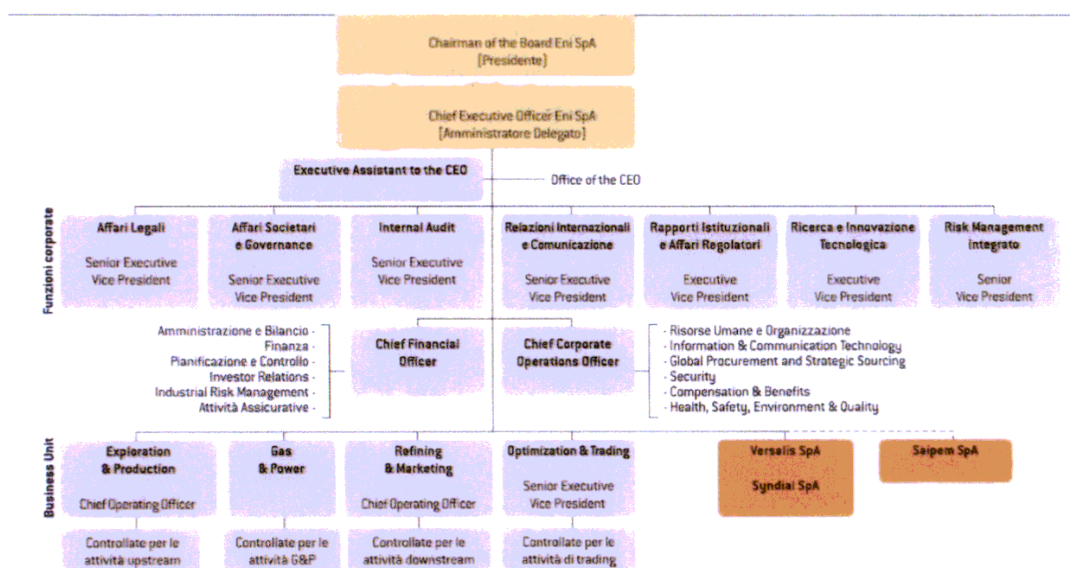 Chairman of the Board Eni SpA
[Presidente]
Chief Executive Officer Eni SpA
[Amministratore Delegato]
Executive Assistant to the CEO
Office of the CEO
Funzioni corporate
Affari Legali
Senior Executive
Vice President
Affari Societari
e Governance
Senior Executive
Vice President
Internal Audit
Senior Executive
Vice President
Relazioni Internazionali
e Comunicazione
Senior Executive
Vice President
Rapporti Istituzionali
e Affari Regolatori
Executive
Vice President
Ricerca e Innovazione
Tecnologica
Executive
Vice President
Risk Management
Integrato
Senior
Vice President
Amministrazione e Bilancio -
Finanza -
Pianificazione e Controllo -
Investor Relations -
Industrial Risk Management -
Attività Assicurative -
Chief Financial
Officer
Chief Corporate
Operations Officer
- Risorse Umane e Organizzazione
- Information & Communication Technology
- Global Procurement and Strategic Sourcing
- Security
- Compensation & Benefits
- Health, Safety, Environment & Quality
Business Unit
Exploration
& Production
Chief Operating Officer
Gas
& Power
Refining
& Marketing
Chief Operating Officer
Optimization & Trading
Senior Executive
Vice President
Versalis SpA
Syndial SpA
Saipem SpA
Controllate per le
attività upstream
Controllate per le
attività G&P
Controllate per le
attività downstream
Controllate per le
attività di trading